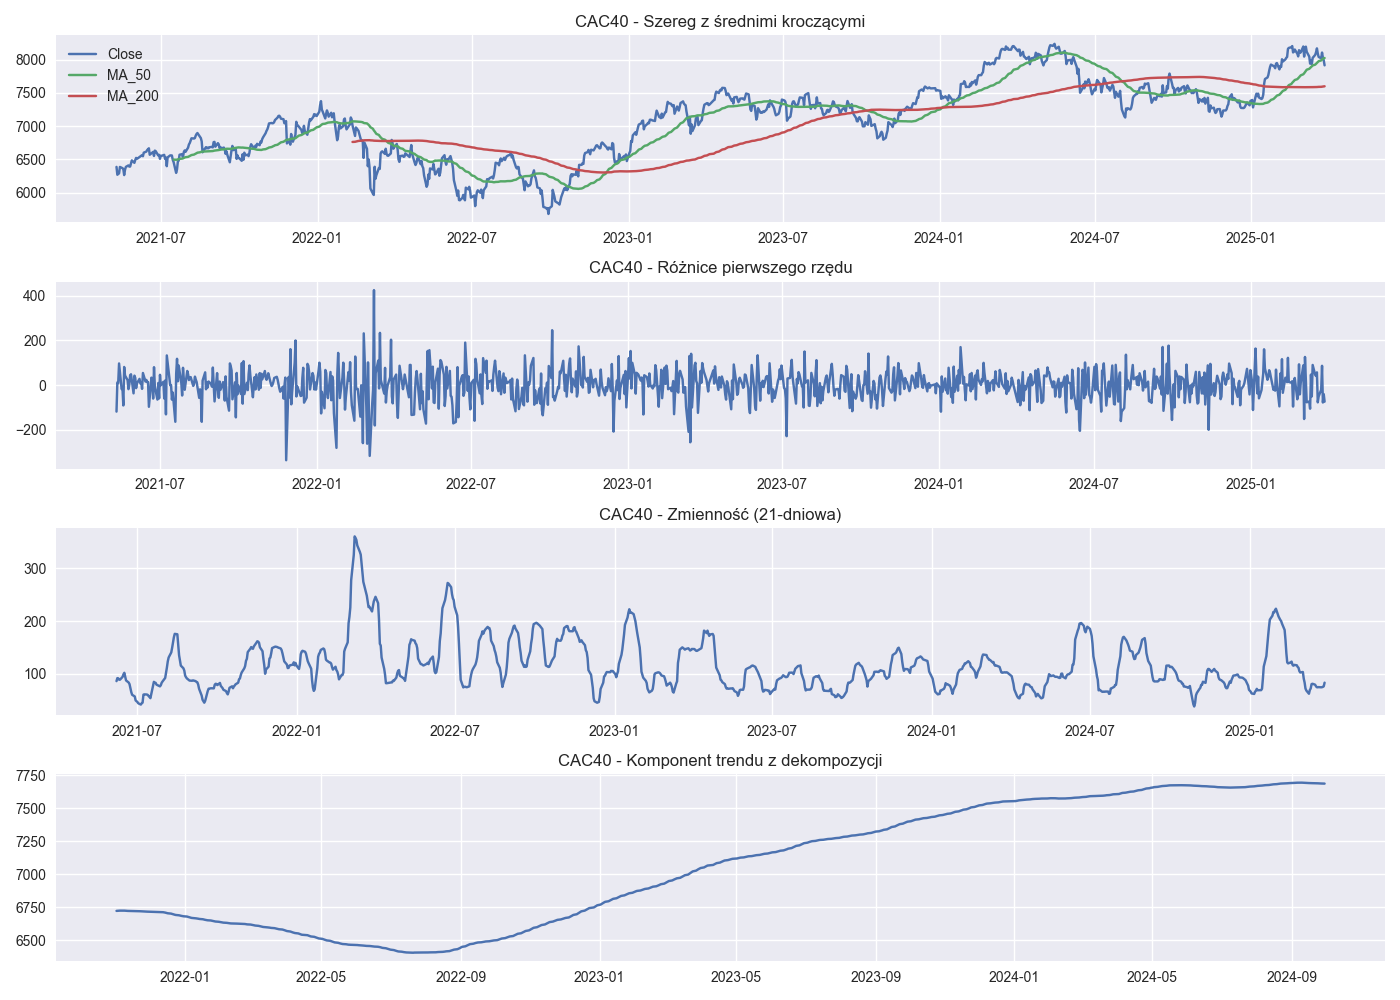 CAC40 - Szereg z średnimi kroczącymi
Close
MA_50
MA_200
8000
7500
7000
6500
6000
2021-07 2022-01 2022-07 2023-01 2023-07 2024-01 2024-07 2025-01
CAC40 - Różnice pierwszego rzędu
400
200
0
−200
2021-07 2022-01 2022-07 2023-01 2023-07 2024-01 2024-07 2025-01
CAC40 - Zmienność (21-dniowa)
300
200
100
2021-07 2022-01 2022-07 2023-01 2023-07 2024-01 2024-07 2025-01
CAC40 - Komponent trendu z dekompozycji
7750
7500
7250
7000
6750
6500
2022-01 2022-05 2022-09 2023-01 2023-05 2023-09 2024-01 2024-05 2024-09